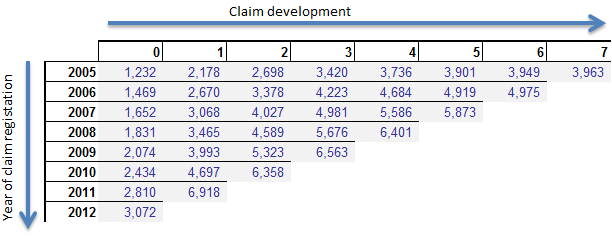 Claim development
0 1 2 3 4 5 6 7
2005 1,232 2,178 2,698 3,420 3,736 3,901 3,949 3,963
2006 1,469 2,670 3,378 4,223 4,684 4,919 4,975
2007 1,652 3,068 4,027 4,981 5,586 5,873
2008 1,831 3,465 4,589 5,676 6,401
2009 2,074 3,993 5,323 6,563
2010 2,434 4,697 6,358
2011 2,810 6,918
2012 3,072
Year of claim registation